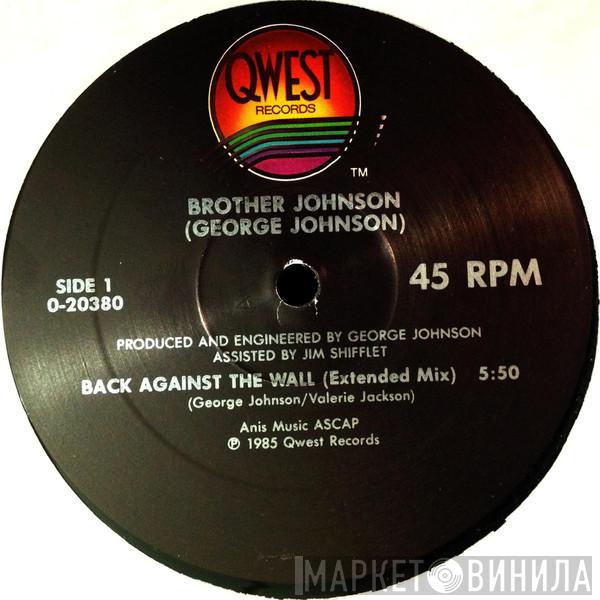 QWEST
RECORDS
TM
BROTHER JOHNSON
(GEORGE JOHNSON)
SIDE 1
0-20380
45 RPM
PRODUCED AND ENGINEERED BY GEORGE JOHNSON
ASSISTED BY JIM SHIFFLET
BACK AGAINST THE WALL (Extended Mix) 5:50
(George Johnson/Valerie Jackson)
Anis Music ASCAP
℗ 1985 Qwest Records
МАРКЕТ ВИНИЛА